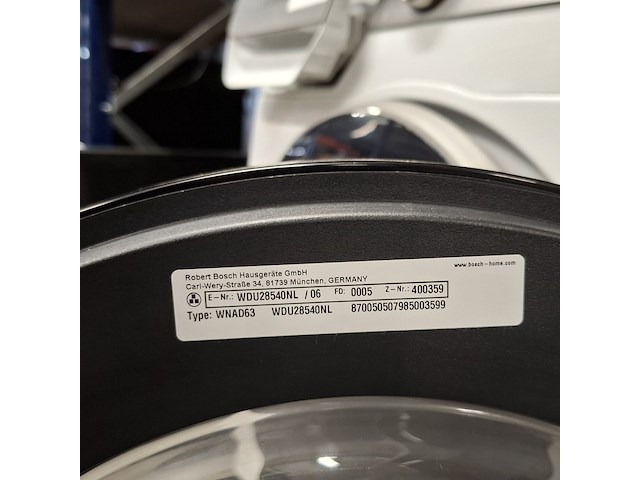 Robert Bosch Hausgeräte GmbH
Carl-Wery-Straße 34, 81739 München, GERMANY
www.bosch-home.com
E-Nr.: WDU28540NL / 06 FD: 0005 Z-Nr.: 400359
Type: WNAD63 WDU28540NL 870050507985003599